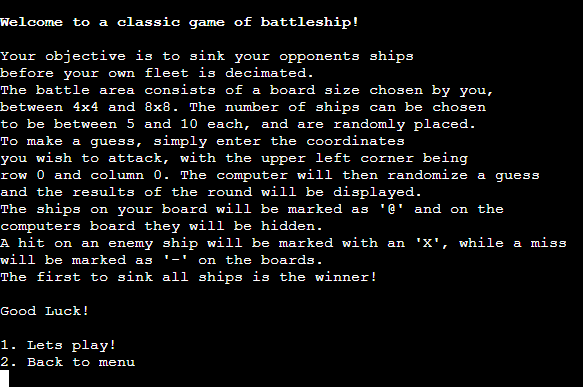 Welcome to a classic game of battleship!
Your objective is to sink your opponents ships
before your own fleet is decimated.
The battle area consists of a board size chosen by you,
between 4x4 and 8x8. The number of ships can be chosen
to be between 5 and 10 each, and are randomly placed.
To make a guess, simply enter the coordinates
you wish to attack, with the upper left corner being
row 0 and column 0. The computer will then randomize a guess
and the results of the round will be displayed.
The ships on your board will be marked as '@' and on the
computers board they will be hidden.
A hit on an enemy ship will be marked with an 'X', while a miss
will be marked as '-' on the boards.
The first to sink all ships is the winner!
Good Luck!
1. Lets play!
2. Back to menu